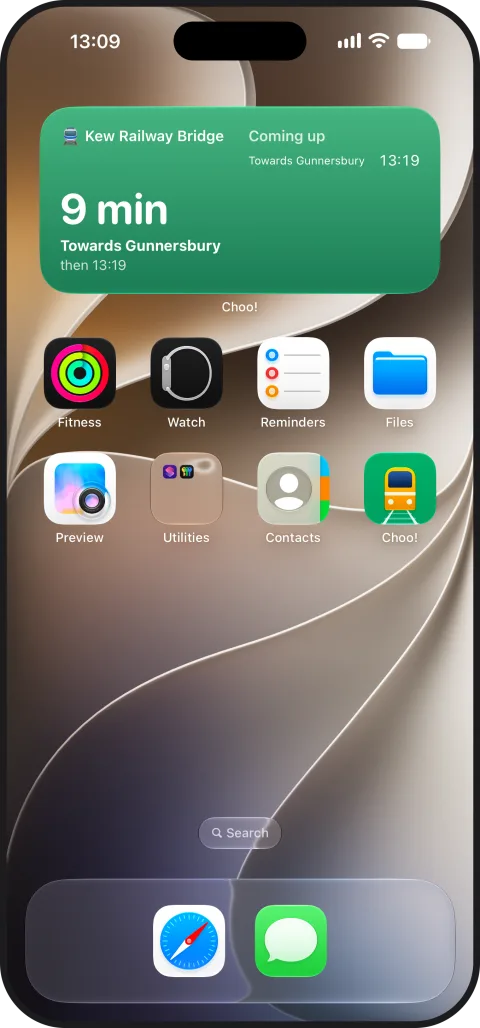 13:09
Kew Railway Bridge
Coming up
Towards Gunnersbury 13:19
9 min
Towards Gunnersbury
then 13:19
Choo!
Fitness
Watch
Reminders
Files
Preview
Utilities
Contacts
Choo!
Search